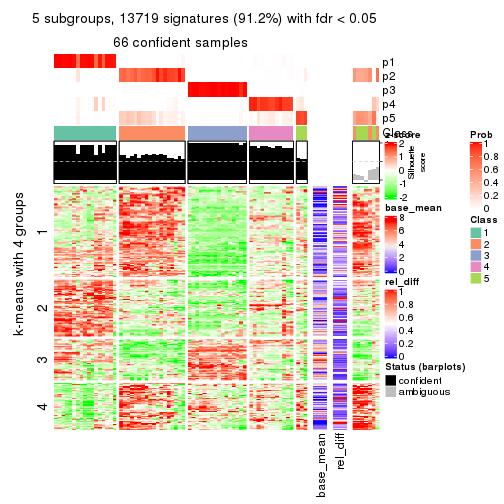 5 subgroups, 13719 signatures (91.2%) with fdr < 0.05
66 confident samples
p1
p2
p3
p4
p5
Class
Silhouette
score
k-means with 4 groups
1
2
3
4
base_mean
rel_diff
z-score
2
1
0
-1
-2
base_mean
8
6
4
2
0
rel_diff
1
0.8
0.6
0.4
0.2
0
Status (barplots)
confident
ambiguous
Prob
1
0.8
0.6
0.4
0.2
0
Class
1
2
3
4
5